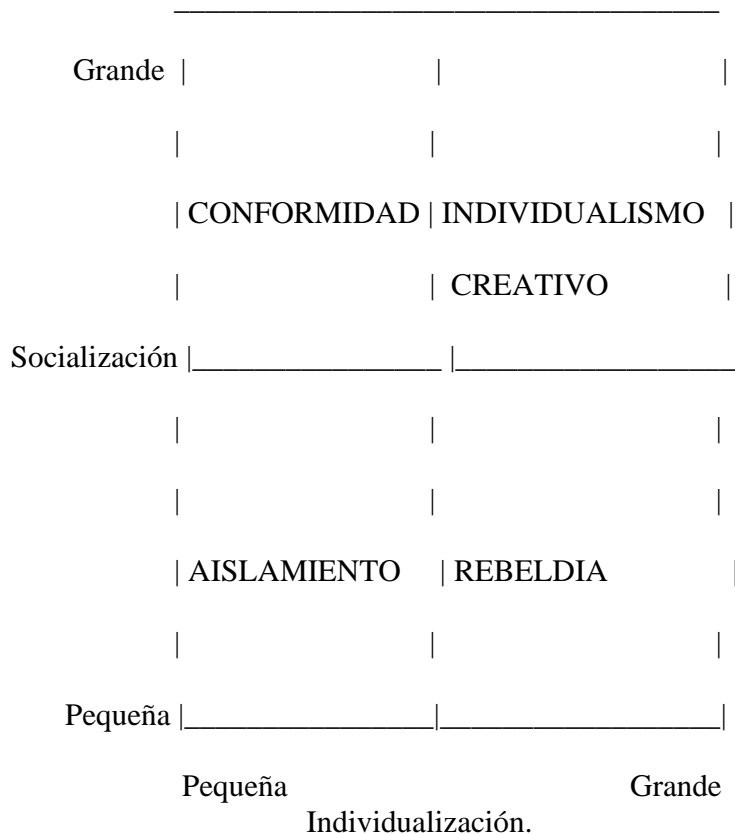 Grande
CONFORMIDAD INDIVIDUALISMO
CREATIVO
Socialización
AISLAMIENTO REBELDIA
Pequeña
Pequeña Grande
Individualización.